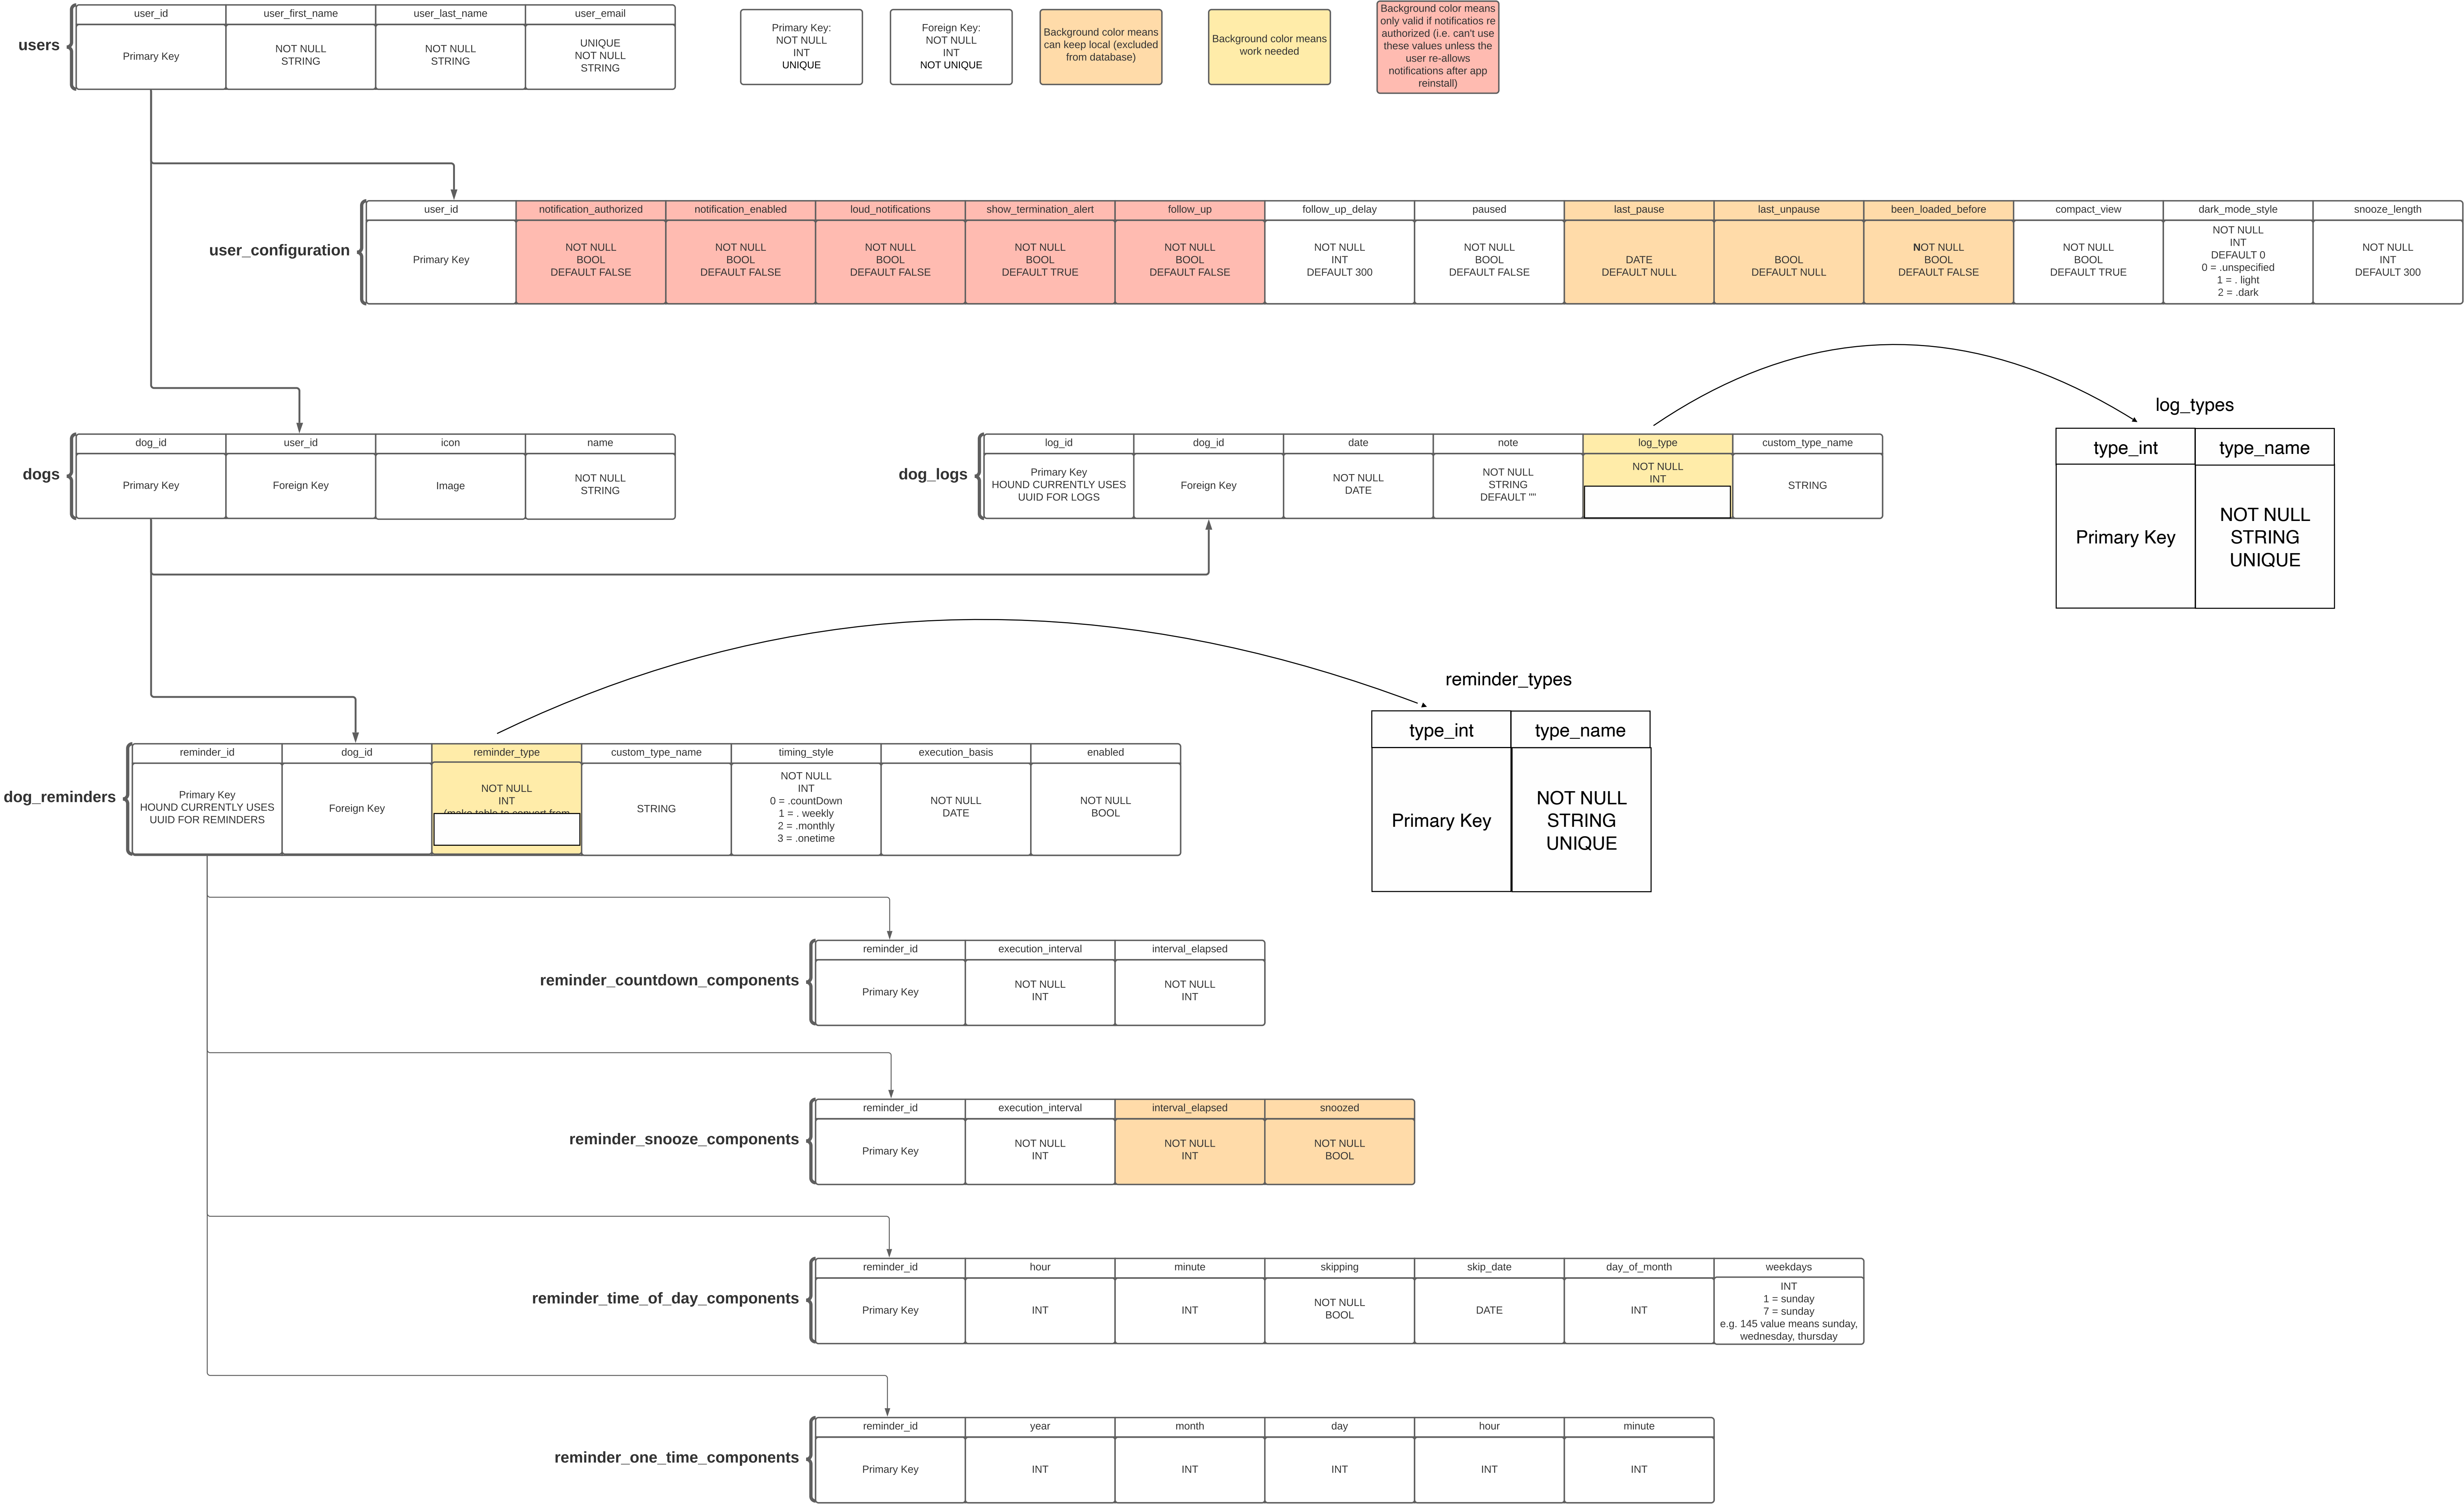 user_id
user_first_name
user_last_name
user_email
users
Primary Key
NOT NULL
STRING
NOT NULL
STRING
UNIQUE
NOT NULL
STRING
Primary Key:
NOT NULL
INT
UNIQUE
Foreign Key:
NOT NULL
INT
NOT UNIQUE
Background color means
can keep local (excluded
from database)
Background color means
work needed
Background color means
only valid if notificatios re
authorized (i.e. can't use
these values unless the
user re-allows
notifications after app
reinstall)
user_configuration
user_id
notification_authorized
notification_enabled
loud_notifications
show_termination_alert
follow_up
follow_up_delay
paused
last_pause
last_unpause
been_loaded_before
compact_view
dark_mode_style
snooze_length
Primary Key
NOT NULL
BOOL
DEFAULT FALSE
NOT NULL
BOOL
DEFAULT FALSE
NOT NULL
BOOL
DEFAULT FALSE
NOT NULL
BOOL
DEFAULT TRUE
NOT NULL
BOOL
DEFAULT FALSE
NOT NULL
INT
DEFAULT 300
NOT NULL
BOOL
DEFAULT FALSE
DATE
DEFAULT NULL
BOOL
DEFAULT NULL
NOT NULL
BOOL
DEFAULT FALSE
NOT NULL
BOOL
DEFAULT TRUE
NOT NULL
INT
DEFAULT 0
0 = .unspecified
1 = . light
2 = .dark
NOT NULL
INT
DEFAULT 300
dogs
dog_id
user_id
icon
name
Primary Key
Foreign Key
Image
NOT NULL
STRING
dog_logs
log_id
dog_id
date
note
log_type
custom_type_name
Primary Key
HOUND CURRENTLY USES
UUID FOR LOGS
Foreign Key
NOT NULL
DATE
NOT NULL
STRING
DEFAULT ""
NOT NULL
INT
STRING
log_types
type_int
type_name
Primary Key
NOT NULL
STRING
UNIQUE
reminder_types
type_int
type_name
Primary Key
NOT NULL
STRING
UNIQUE
dog_reminders
reminder_id
dog_id
reminder_type
custom_type_name
timing_style
execution_basis
enabled
Primary Key
HOUND CURRENTLY USES
UUID FOR REMINDERS
Foreign Key
NOT NULL
INT
STRING
NOT NULL
INT
0 = .countDown
1 = . weekly
2 = .monthly
3 = .onetime
NOT NULL
DATE
NOT NULL
BOOL
reminder_countdown_components
reminder_id
execution_interval
interval_elapsed
Primary Key
NOT NULL
INT
NOT NULL
INT
reminder_snooze_components
reminder_id
execution_interval
interval_elapsed
snoozed
Primary Key
NOT NULL
INT
NOT NULL
INT
NOT NULL
BOOL
reminder_time_of_day_components
reminder_id
hour
minute
skipping
skip_date
day_of_month
weekdays
Primary Key
INT
INT
NOT NULL
BOOL
DATE
INT
INT
1 = sunday
7 = sunday
e.g. 145 value means sunday,
wednesday, thursday
reminder_one_time_components
reminder_id
year
month
day
hour
minute
Primary Key
INT
INT
INT
INT
INT